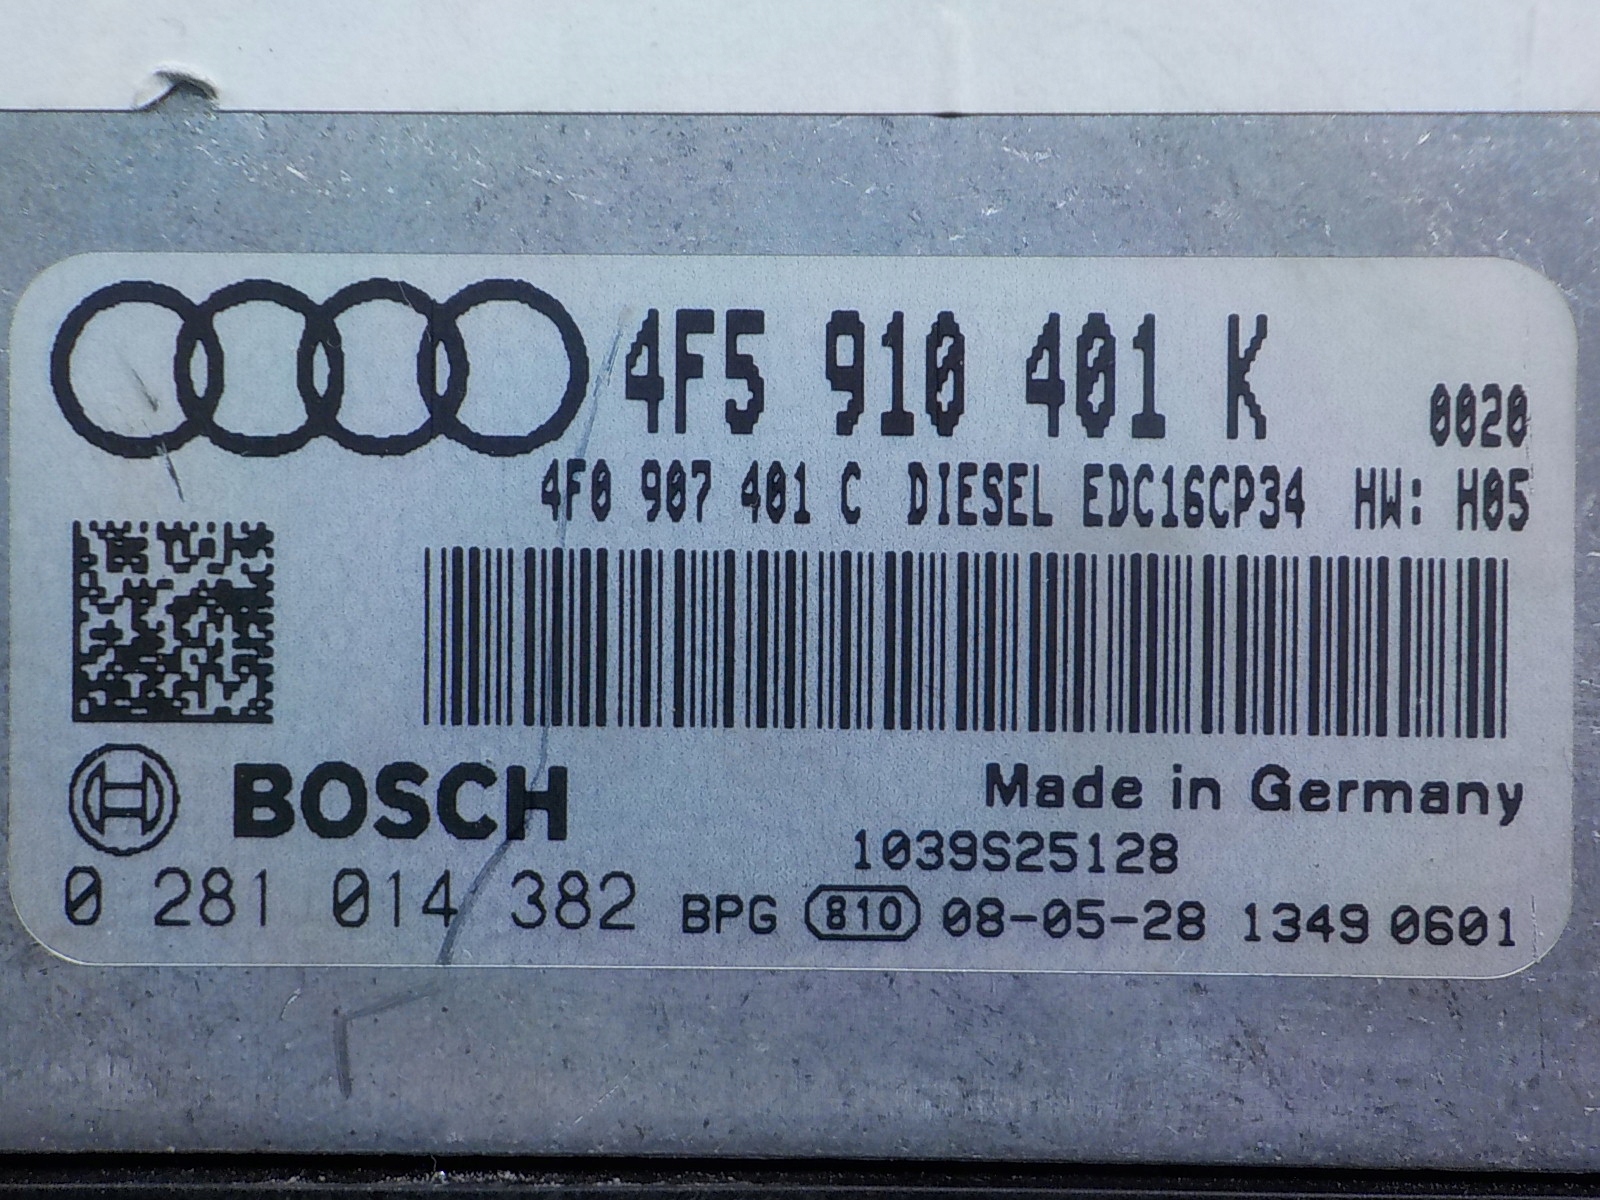 4F5 910 401 K 0020
4F0 907 401 C DIESEL EDC16CP34 HW: H05
BOSCH
Made in Germany
1039S25128
0 281 014 382 BPG 810 08-05-28 1349 0601